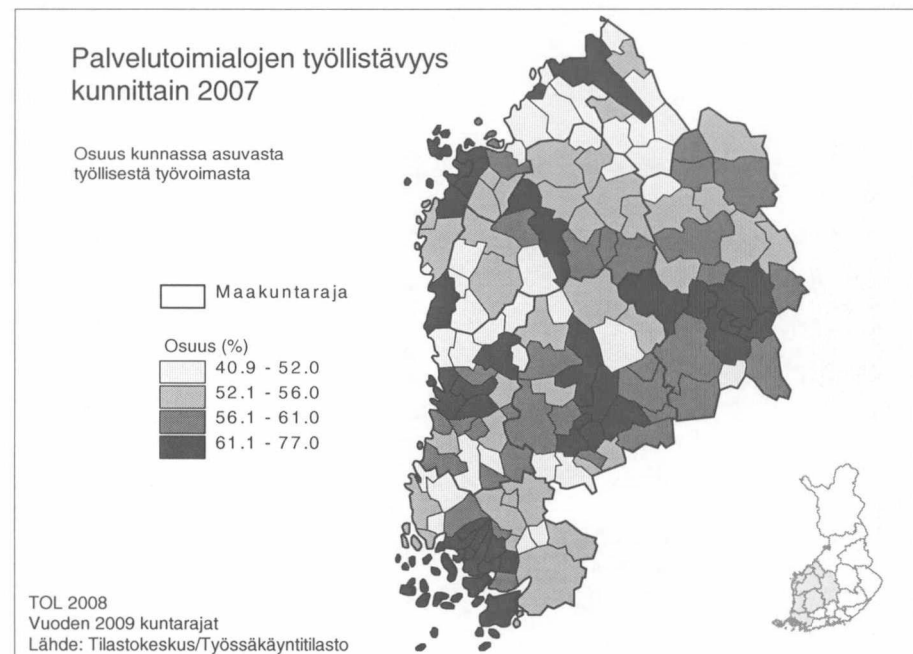 Palvelutoimialojen työllistävyys
kunnittain 2007
Osuus kunnassa asuvasta
työllisestä työvoimasta
Maakuntaraja
Osuus (%)
40.9 - 52.0
52.1 - 56.0
56.1 - 61.0
61.1 - 77.0
TOL 2008
Vuoden 2009 kuntarajat
Lähde: Tilastokeskus/Työssäkäyntitilasto